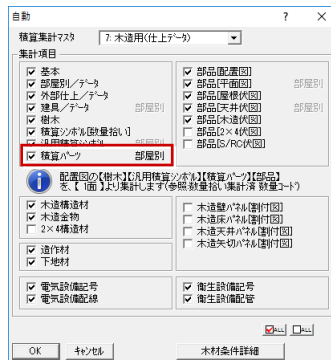 自動 ? ×
積算集計マスタ 7: 木造用(仕上データ)
集計項目
基本
部屋別/データ
外部仕上/データ
建具/データ 部屋別
樹木
積算シンボル[数量拾い]
汎用積算シンボル 部屋別
積算パーツ 部屋別
部品[配置図]
部品[平面図] 部屋別
部品[屋根伏図]
部品[天井伏図] 部屋別
部品[木造伏図]
部品[2×4伏図]
部品[S/RC伏図]
配置図の【樹木】【汎用積算シンボル】【積算パーツ】【部品】
を、【1面】より集計します(参照:数量拾い集計済 数量コード)
木造構造材
木造金物
2×4構造材
造作材
下地材
木造壁パネル[割付図]
木造床パネル[割付図]
木造天井パネル[割付図]
木造矢切パネル[割付図]
電気設備記号
電気設備配線
衛生設備記号
衛生設備配管
ALL ALL
OK キャンセル 木材条件詳細